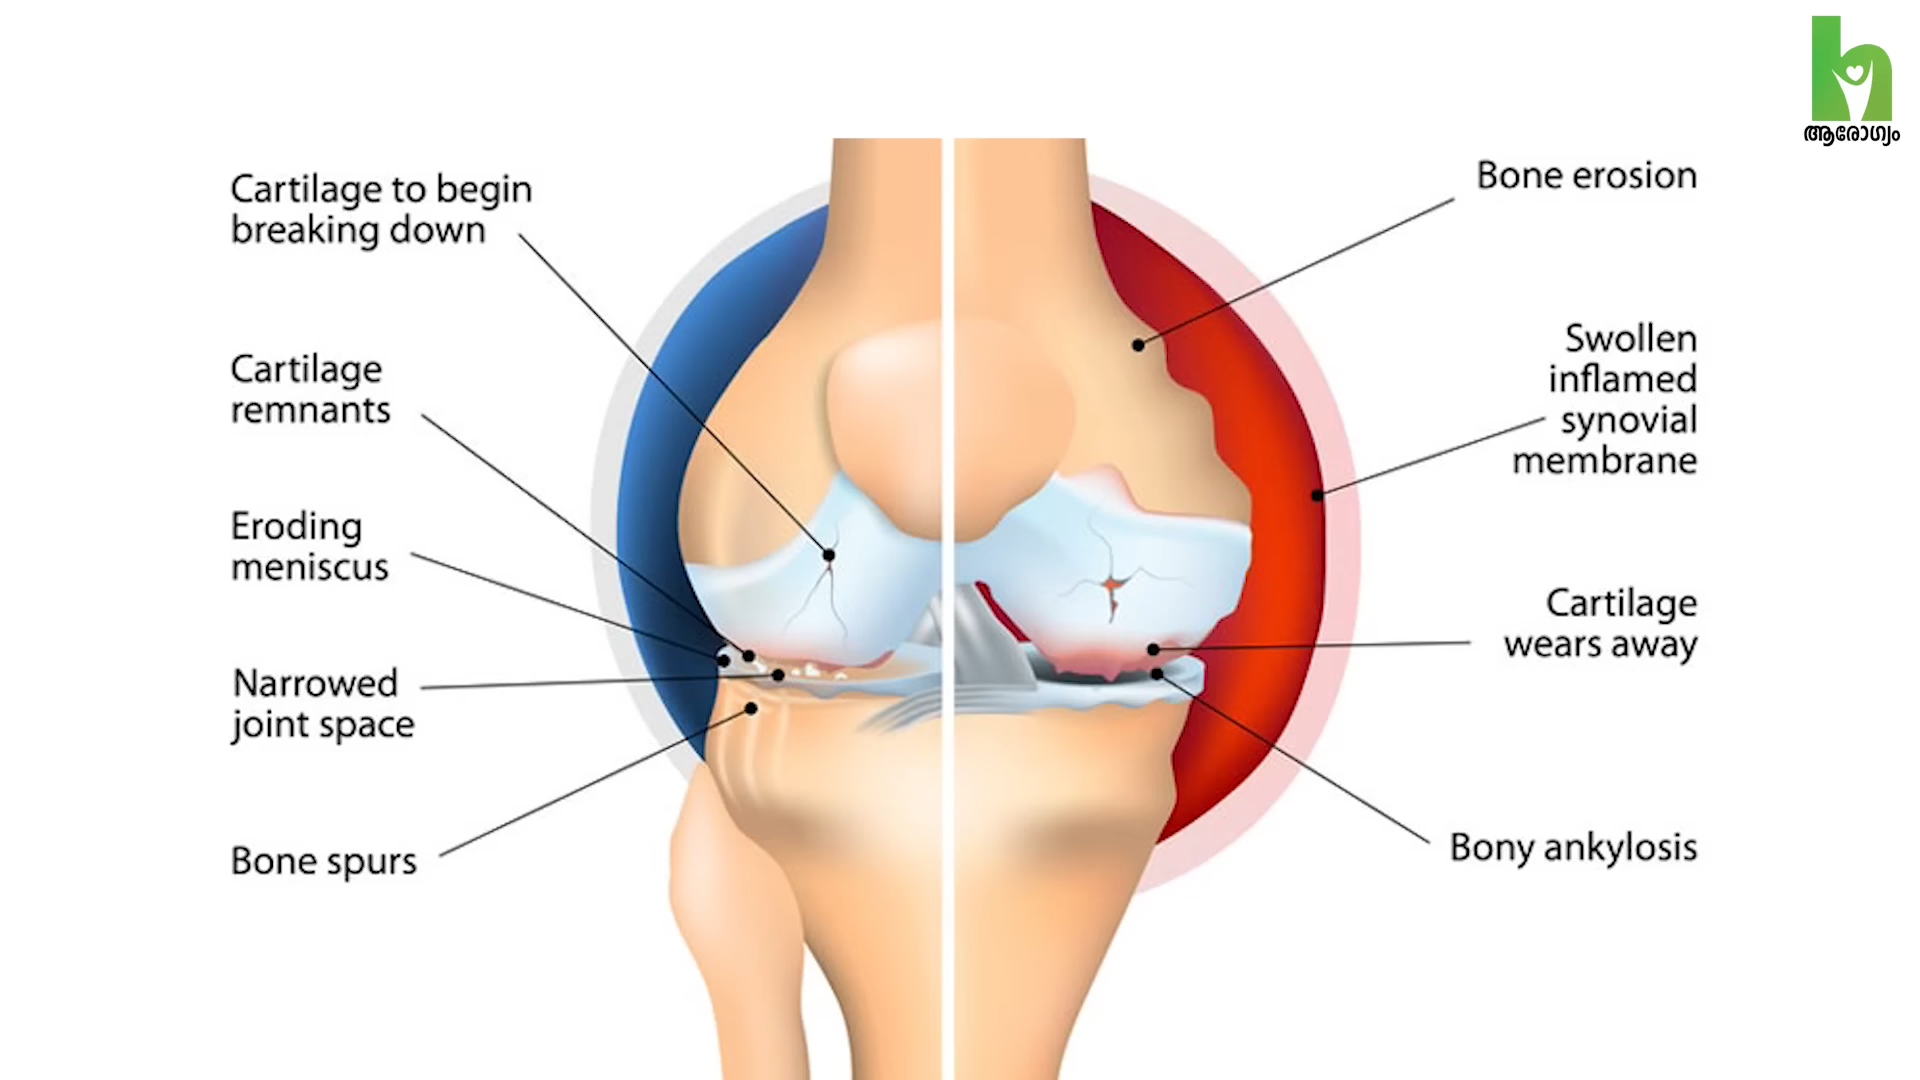 ആരോഗ്യം
Cartilage to begin
breaking down
Cartilage
remnants
Eroding
meniscus
Narrowed
joint space
Bone spurs
Bone erosion
Swollen
inflamed
synovial
membrane
Cartilage
wears away
Bony ankylosis